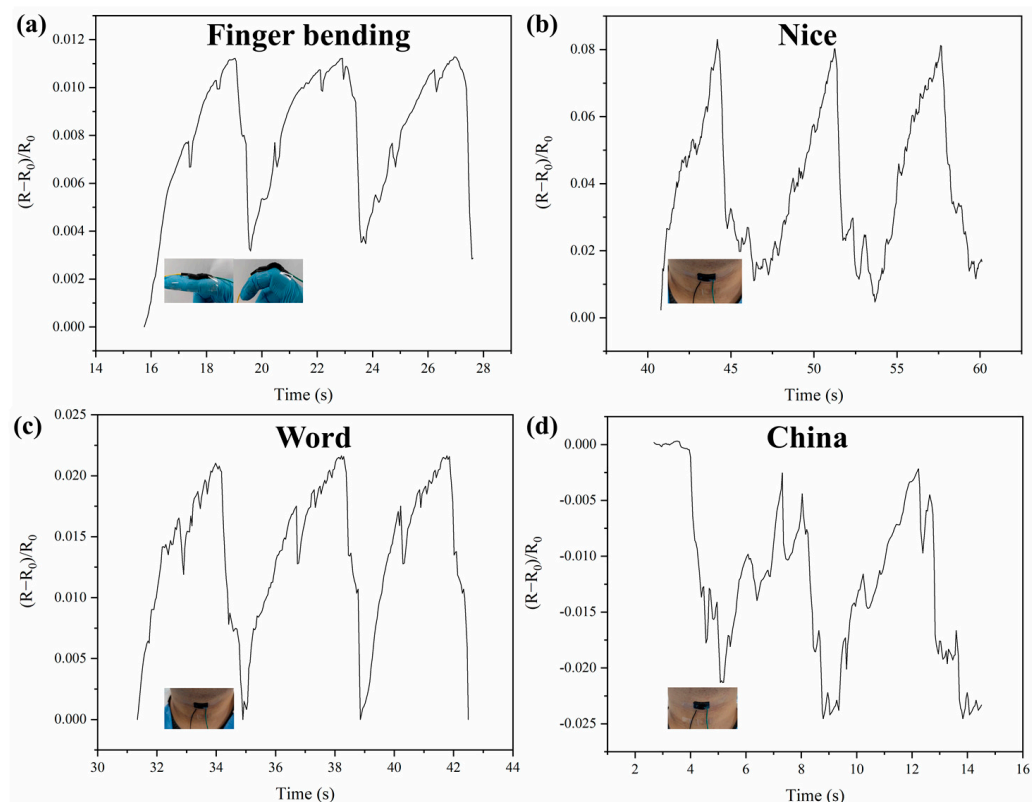 (a)
Finger bending
0.012
0.010
0.008
0.006
0.004
0.002
0.000
(R−R0)/R0
14 16 18 20 22 24 26 28
Time (s)
(b)
Nice
0.08
0.06
0.04
0.02
0.00
(R−R0)/R0
40 45 50 55 60
Time (s)
(c)
Word
0.025
0.020
0.015
0.010
0.005
0.000
(R−R0)/R0
30 32 34 36 38 40 42 44
Time (s)
(d)
China
0.000
-0.005
-0.010
-0.015
-0.020
-0.025
(R−R0)/R0
2 4 6 8 10 12 14 16
Time (s)